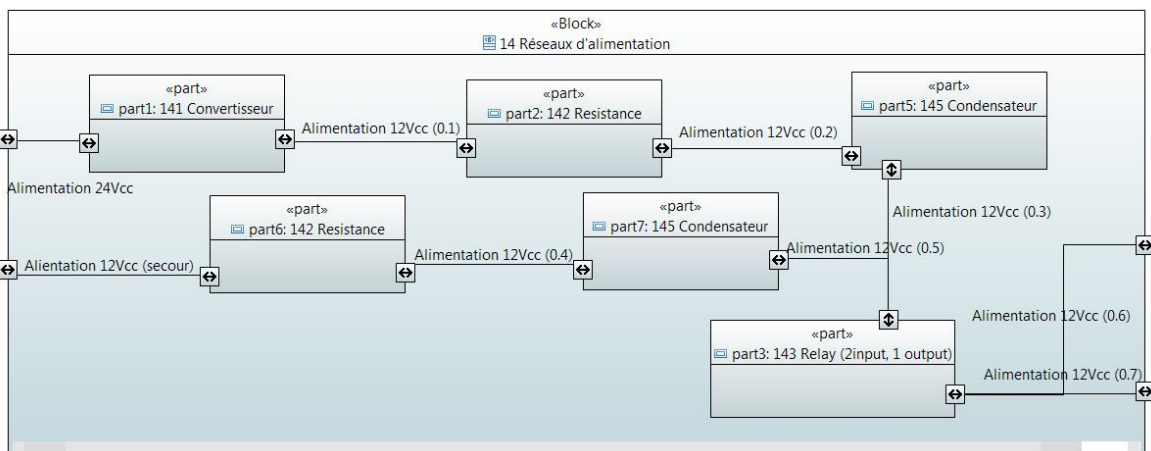 «Block»
14 Réseaux d'alimentation
«part»
part1: 141 Convertisseur
«part»
part2: 142 Resistance
«part»
part5: 145 Condensateur
Alimentation 12Vcc (0.1)
Alimentation 12Vcc (0.2)
Alimentation 24Vcc
«part»
part6: 142 Resistance
«part»
part7: 145 Condensateur
Alimentation 12Vcc (0.3)
Alientation 12Vcc (secour)
Alimentation 12Vcc (0.4)
Alimentation 12Vcc (0.5)
«part»
part3: 143 Relay (2input, 1 output)
Alimentation 12Vcc (0.6)
Alimentation 12Vcc (0.7)